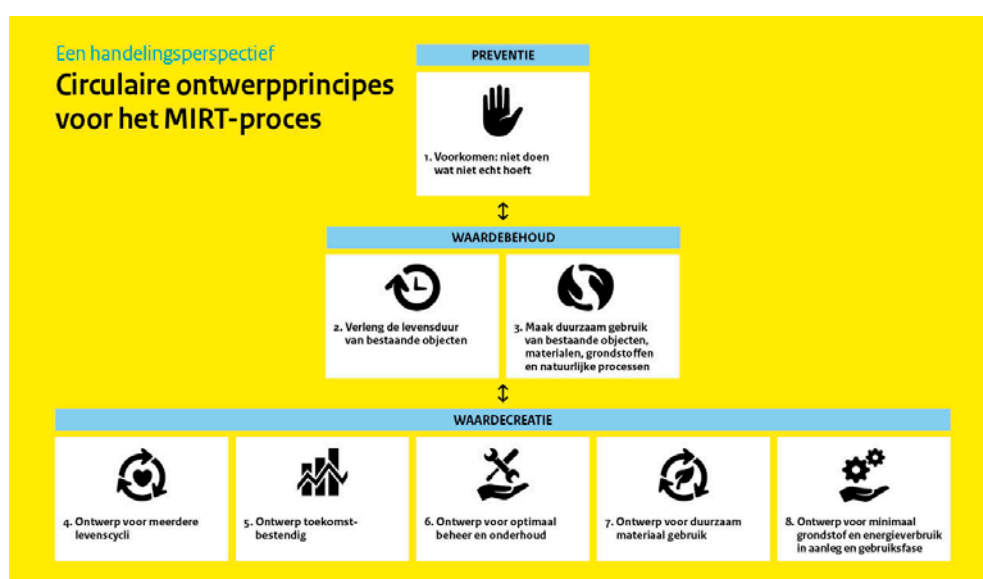 Een handelingsperspectief
Circulaire ontwerpprincipes
voor het MIRT-proces
PREVENTIE
1. Voorkomen: niet doen
wat niet echt hoeft
WAARDEBEHOUD
2. Verleng de levensduur
van bestaande objecten
3. Maak duurzaam gebruik
van bestaande objecten,
materialen, grondstoffen
en natuurlijke processen
WAARDECREATIE
4. Ontwerp voor meerdere
levenscycli
5. Ontwerp toekomst-
bestendig
6. Ontwerp voor optimaal
beheer en onderhoud
7. Ontwerp voor duurzaam
materiaal gebruik
8. Ontwerp voor minimaal
grondstof en energieverbruik
in aanleg en gebruiksfase